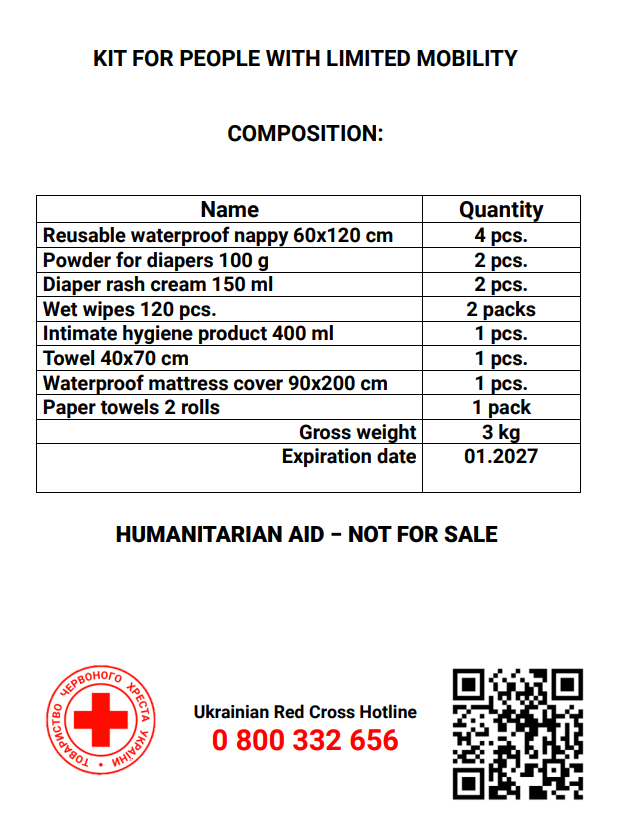 KIT FOR PEOPLE WITH LIMITED MOBILITY
COMPOSITION:
Name Quantity
Reusable waterproof nappy 60x120 cm 4 pcs.
Powder for diapers 100 g 2 pcs.
Diaper rash cream 150 ml 2 pcs.
Wet wipes 120 pcs. 2 packs
Intimate hygiene product 400 ml 1 pcs.
Towel 40x70 cm 1 pcs.
Waterproof mattress cover 90x200 cm 1 pcs.
Paper towels 2 rolls 1 pack
Gross weight 3 kg
Expiration date 01.2027
HUMANITARIAN AID – NOT FOR SALE
ТОВАРИСТВО ЧЕРВОНОГО ХРЕСТА УКРАЇНИ •
Ukrainian Red Cross Hotline
0 800 332 656